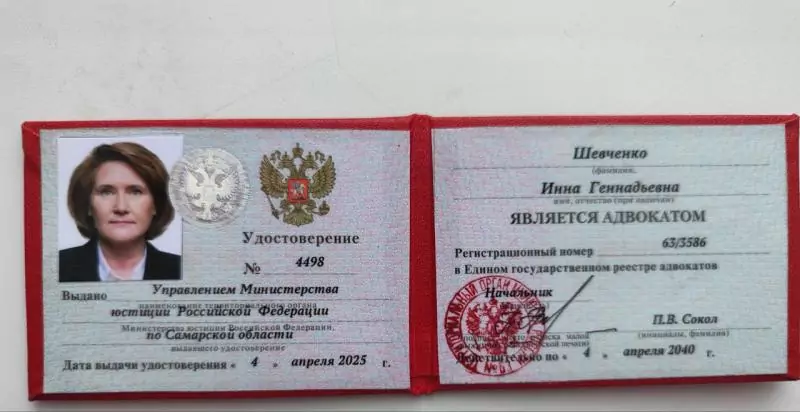 Удостоверение
№ 4498
Выдано Управлением Министерства
наименование территориального органа
юстиции Российской Федерации
Министерства юстиции Российской Федерации,
по Самарской области
выдавшего удостоверение
Дата выдачи удостоверения « 4 » апреля 2025 г.
Шевченко
(фамилия,
Инна Геннадьевна
имя, отчество (при наличии)
ЯВЛЯЕТСЯ АДВОКАТОМ
Регистрационный номер 63/3586
в Едином государственном реестре адвокатов
Начальник
П.В. Сокол
(инициалы, фамилия)
Действительно по « 4 » апреля 2040 г.